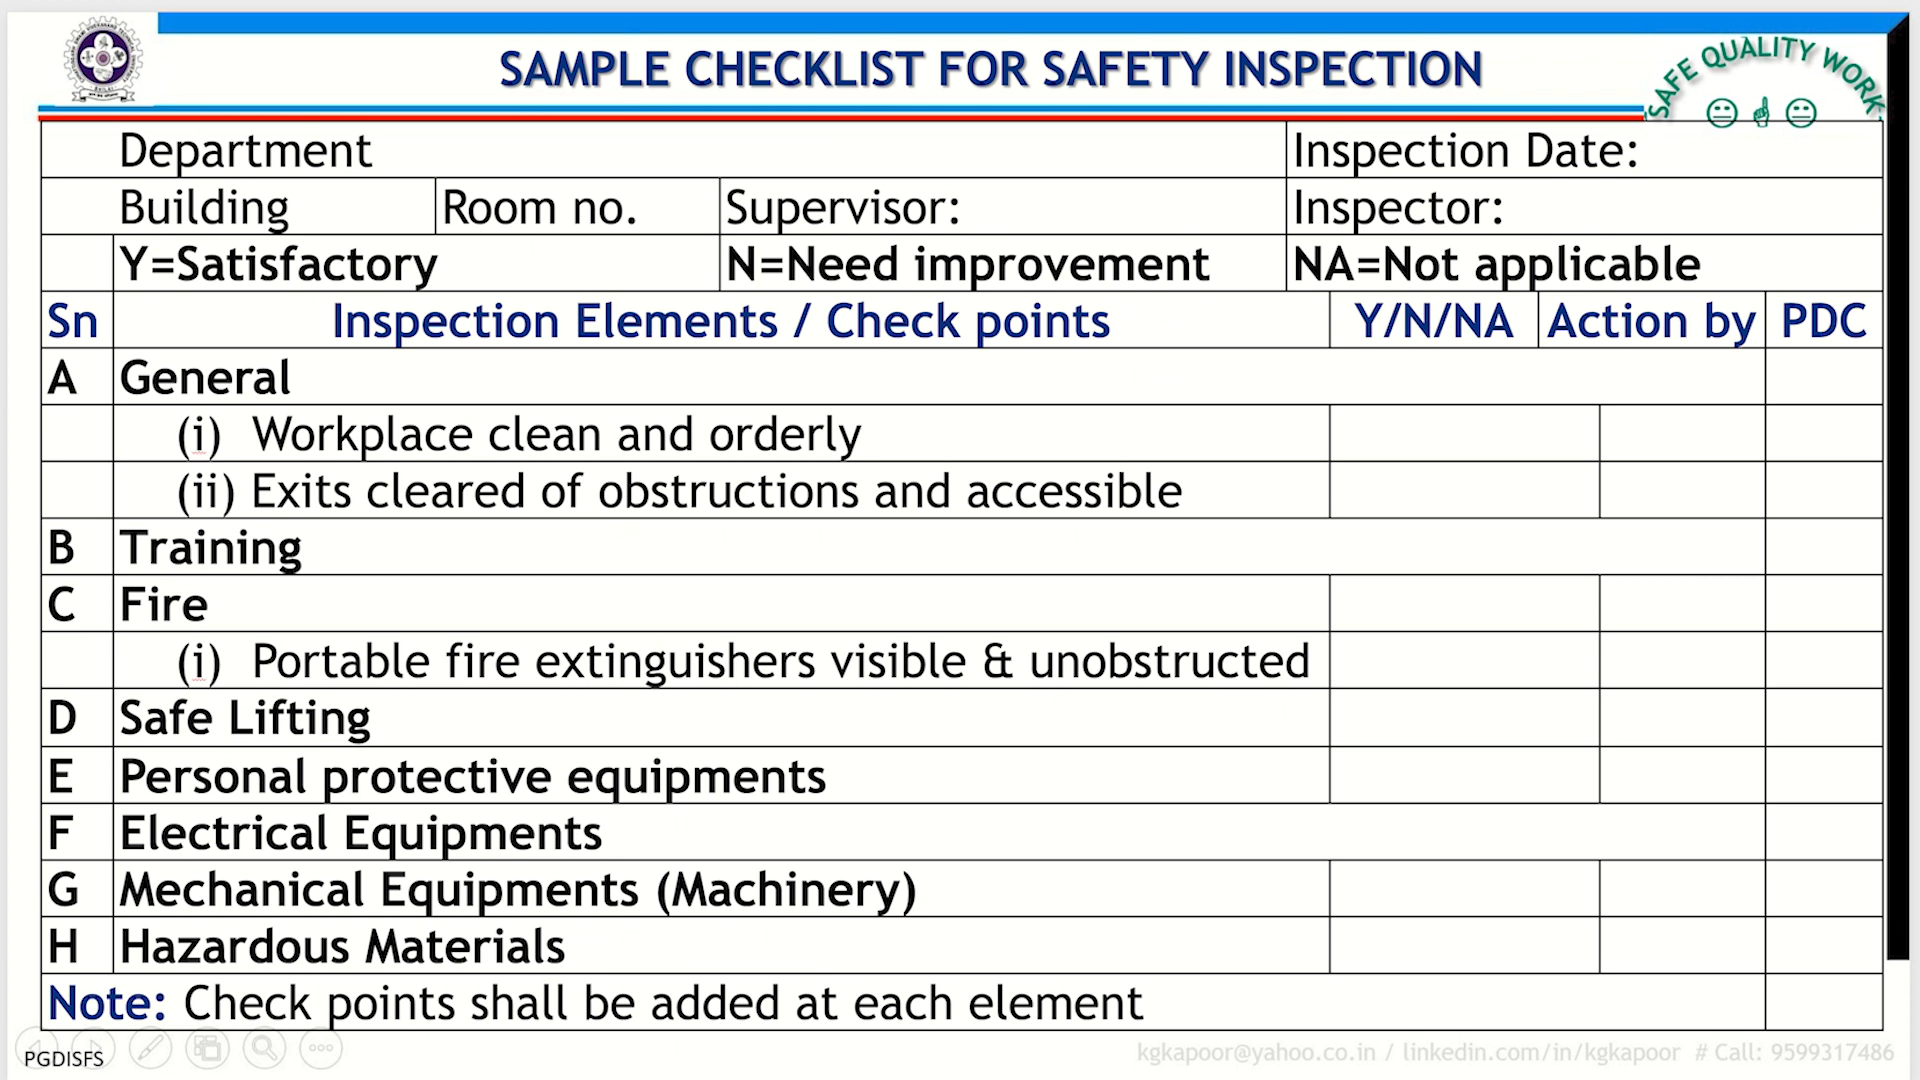 SAMPLE CHECKLIST FOR SAFETY INSPECTION
SAFE QUALITY WORK
Department Inspection Date:
Building Room no. Supervisor: Inspector:
Y=Satisfactory N=Need improvement NA=Not applicable
Sn Inspection Elements / Check points Y/N/NA Action by PDC
A General
(i) Workplace clean and orderly
(ii) Exits cleared of obstructions and accessible
B Training
C Fire
(i) Portable fire extinguishers visible & unobstructed
D Safe Lifting
E Personal protective equipments
F Electrical Equipments
G Mechanical Equipments (Machinery)
H Hazardous Materials
Note: Check points shall be added at each element
PGDISFS
kgkapoor@yahoo.co.in / linkedin.com/in/kgkapoor # Call: 9599317486